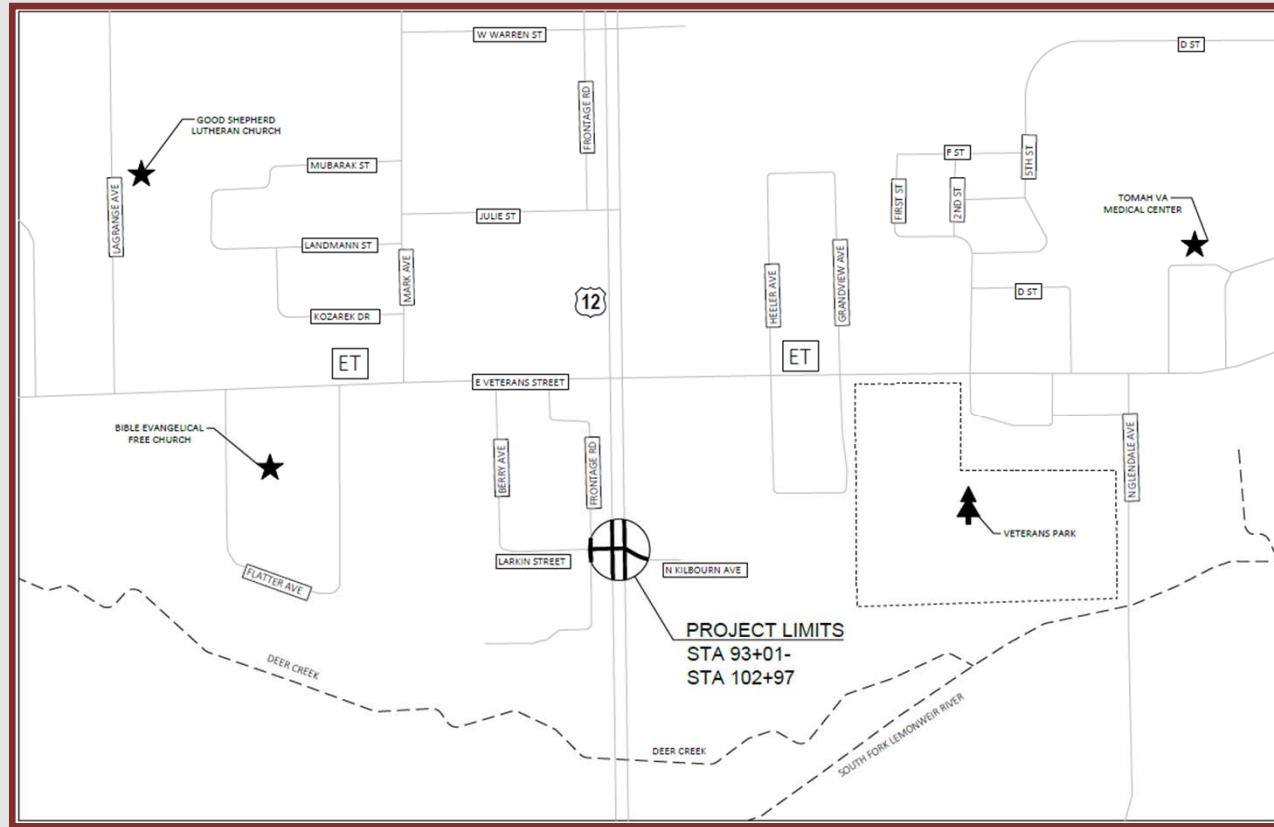 W WARREN ST
D ST
FRONTAGE RD
GOOD SHEPHERD
LUTHERAN CHURCH
MUBARAK ST
F ST
5TH ST
LAGRANGE AVE
FIRST ST
2ND ST
TOMAH VA
MEDICAL CENTER
JULIE ST
LANDMANN ST
MARK AVE
HEELER AVE
GRANDVIEW AVE
D ST
12
KOZAREK DR
ET
ET
E VETERANS STREET
BIBLE EVANGELICAL
FREE CHURCH
BERRY AVE
FRONTAGE RD
N GLENDALE AVE
VETERANS PARK
LARKIN STREET
N KILBOURN AVE
FLATTER AVE
PROJECT LIMITS
STA 93+01-
STA 102+97
DEER CREEK
DEER CREEK
SOUTH FORK LEMONWEIR RIVER